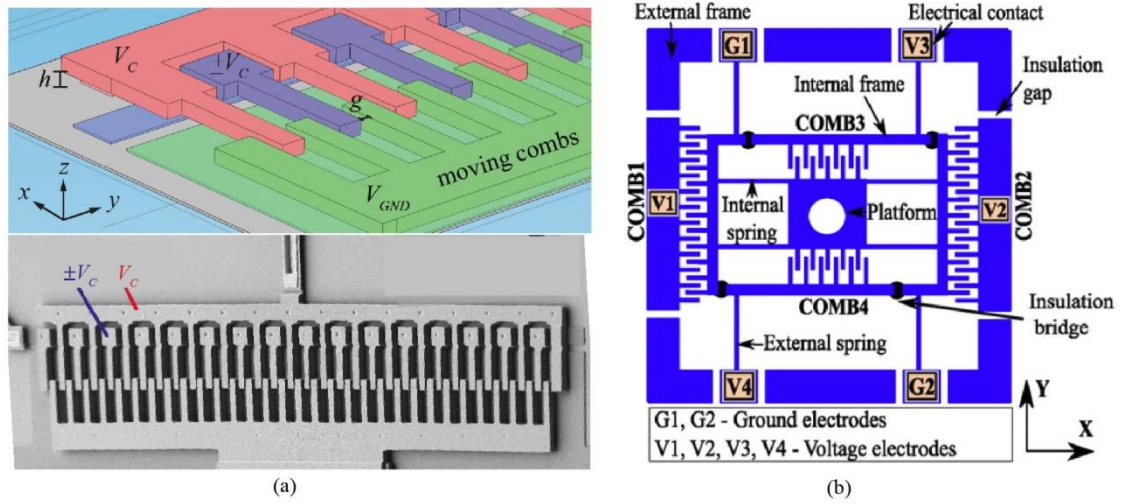 V_C
±V_C
h
g
moving combs
V_GND
z
x
y
±V_C
V_C
(a)
External frame
Electrical contact
G1
V3
Insulation
gap
Internal frame
COMB3
COMB1
V1
V2
COMB2
Internal
spring
Platform
COMB4
Insulation
bridge
External spring
V4
G2
Y
X
G1, G2 - Ground electrodes
V1, V2, V3, V4 - Voltage electrodes
(b)